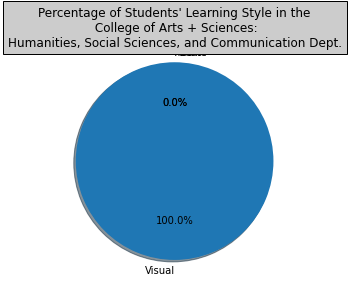 Percentage of Students' Learning Style in the
College of Arts + Sciences:
Humanities, Social Sciences, and Communication Dept.
0.0%
100.0%
Visual